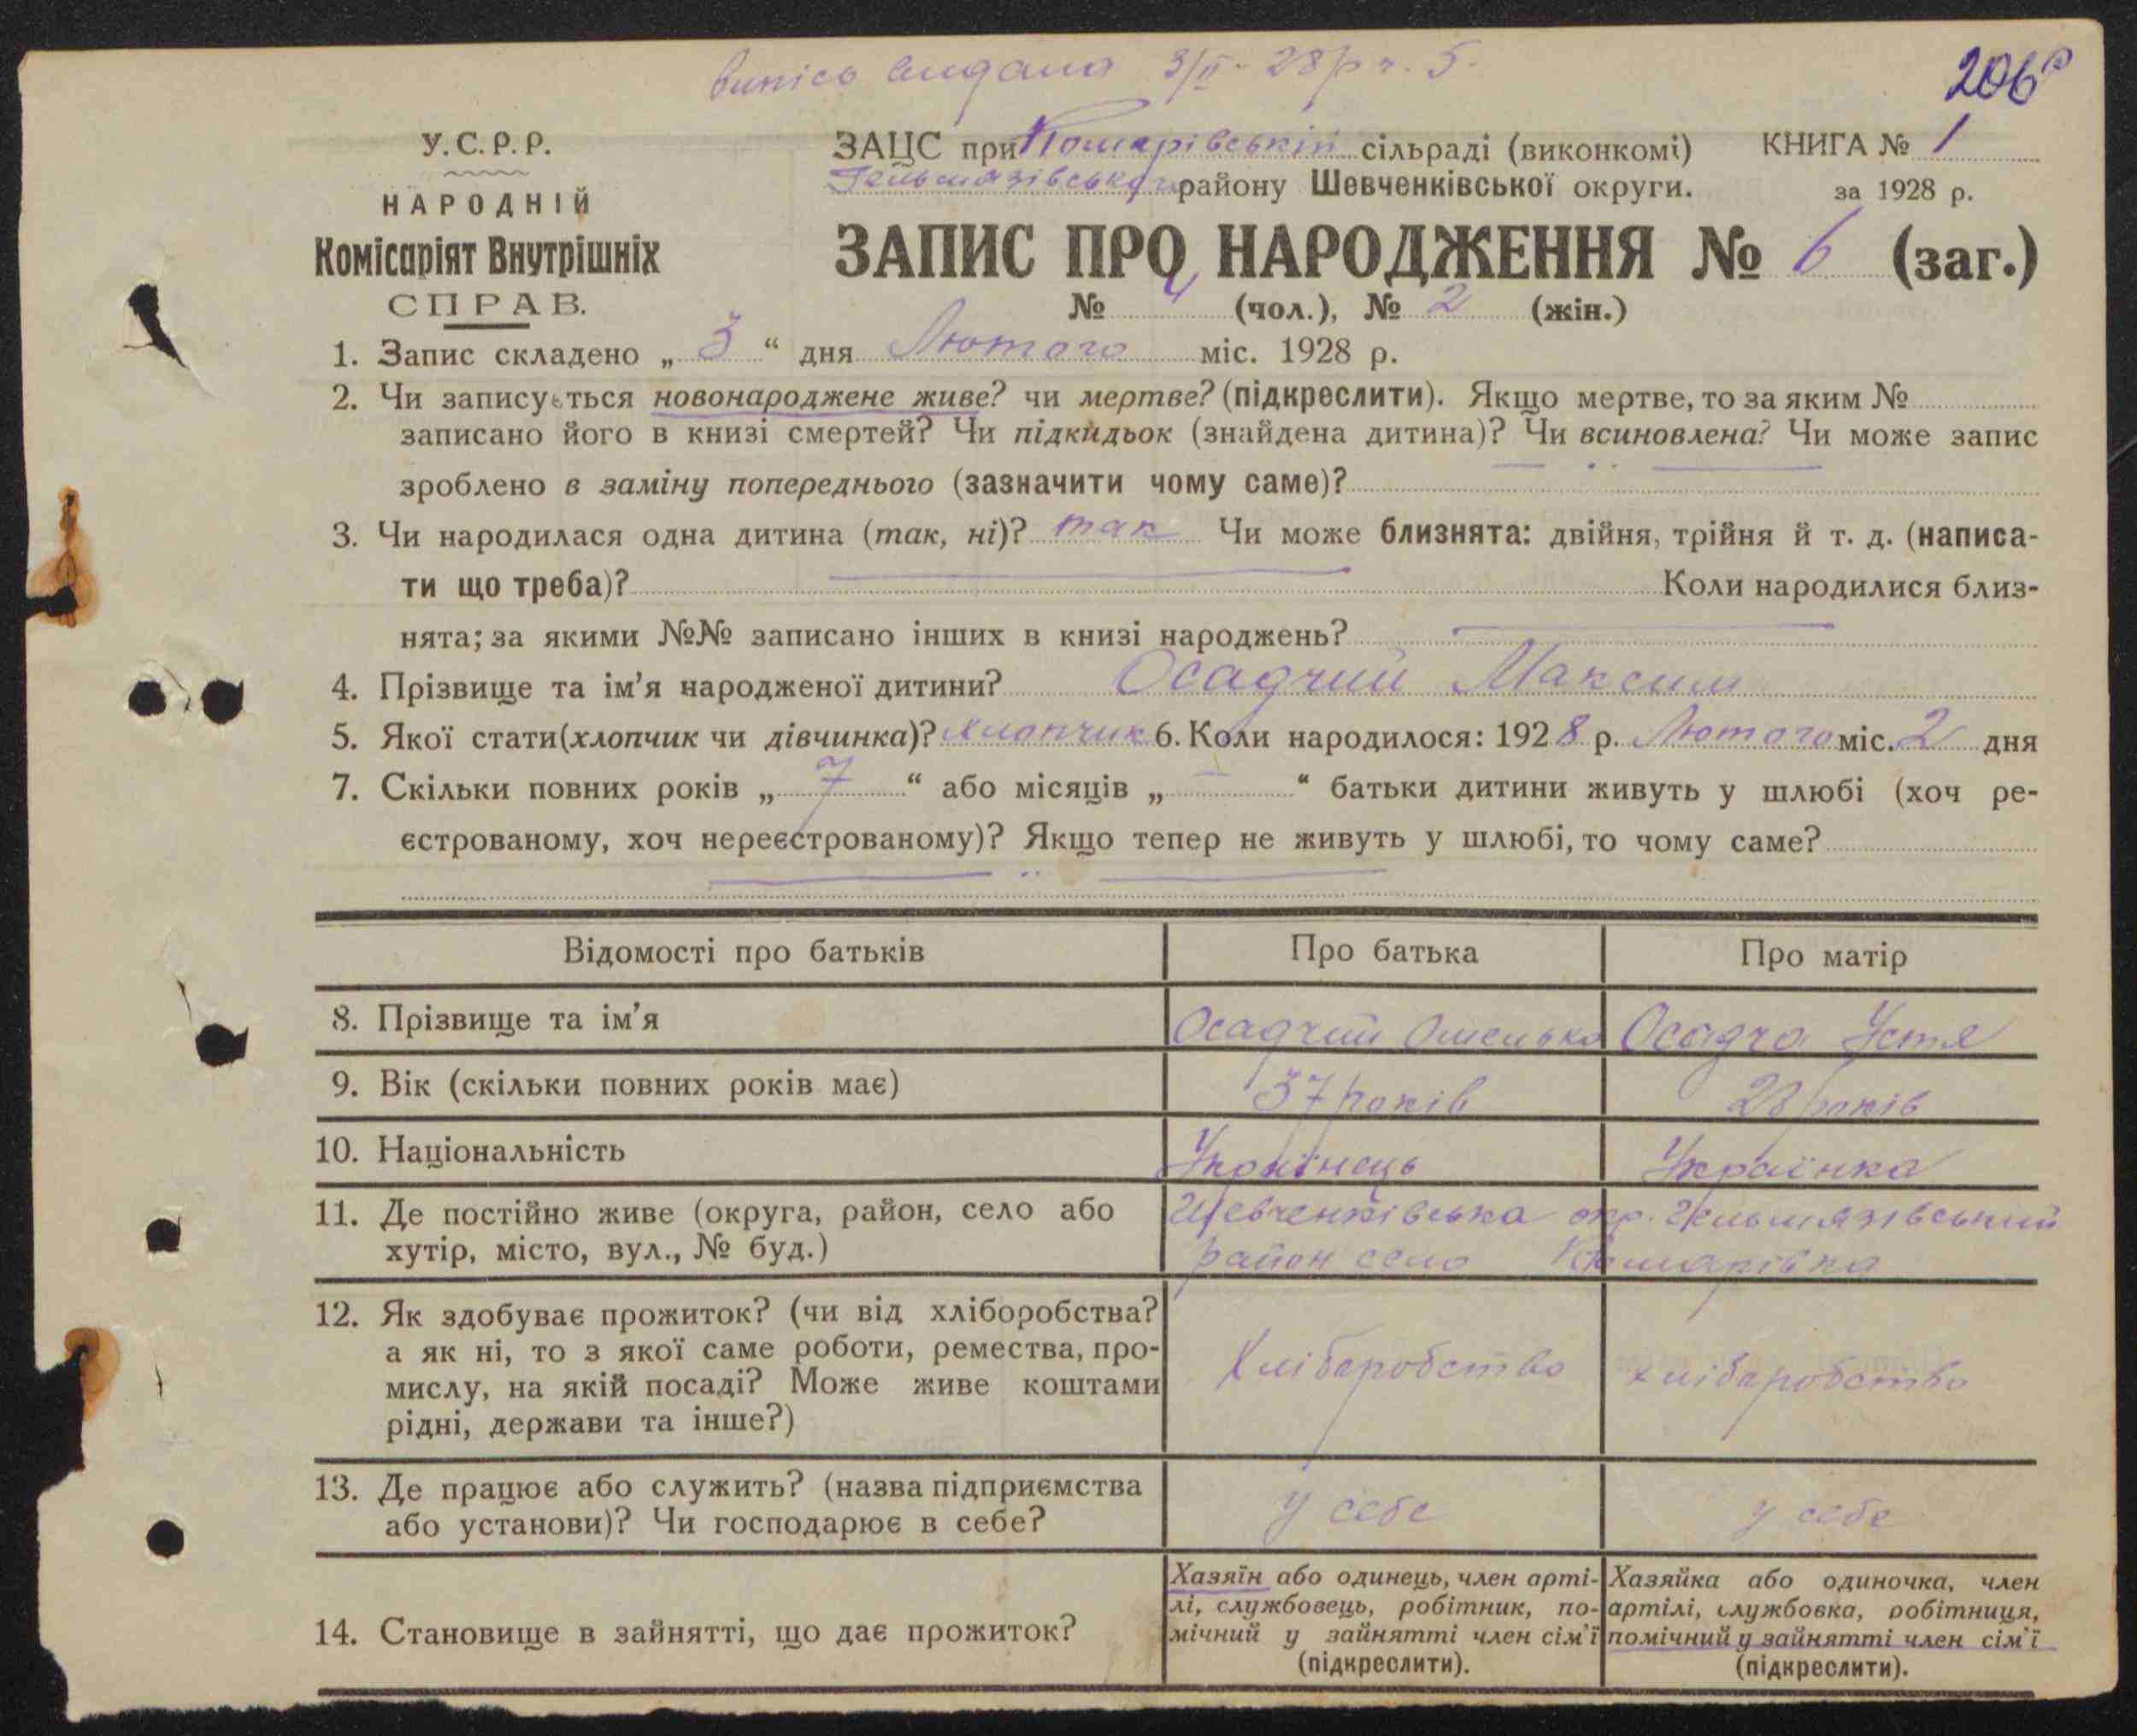 Випись видана 3/II - 28 р ч. 5.
206
У.С.Р.Р.
НАРОДНІЙ
Комісаріят Внутрішніх
СПРАВ.
ЗАЦС при Комарівській сільраді (виконкомі) КНИГА № 1
Гельмязівського району Шевченківської округи. за 1928 р.
ЗАПИС ПРО НАРОДЖЕННЯ № 6 (заг.)
№ 4 (чол.), № 2 (жін.)
1. Запис складено „ 3 “ дня Лютого міс. 1928 р.
2. Чи записується новонароджене живе? чи мертве? (підкреслити). Якщо мертве, то за яким №
записано його в книзі смертей? Чи підкидьок (знайдена дитина)? Чи всиновлена? Чи може запис
зроблено в заміну попереднього (зазначити чому саме)?
3. Чи народилася одна дитина (так, ні)? так Чи може близнята: двійня, трійня й т. д. (написа-
ти що треба)? Коли народилися близ-
нята; за якими №№ записано інших в книзі народжень?
4. Прізвище та ім’я народженої дитини? Осадчий Максим
5. Якої стати (хлопчик чи дівчинка)? хлопчик 6. Коли народилося: 1928 р. Лютого міс. 2 дня
7. Скільки повних років „ 7 “ або місяців „ — “ батьки дитини живуть у шлюбі (хоч ре-
єстрованому, хоч нереєстрованому)? Якщо тепер не живуть у шлюбі, то чому саме?
Відомості про батьків Про батька Про матір
8. Прізвище та ім’я Осадчий Омелько Осадча Устя
9. Вік (скільки повних років має) 37 років 28 років
10. Національність Українець Українка
11. Де постійно живе (округа, район, село або Шевченківська окр. Гельмязівський
хутір, місто, вул., № буд.) район село Комарівка
12. Як здобуває прожиток? (чи від хліборобства?
а як ні, то з якої саме роботи, ремества, про-
мислу, на якій посаді? Може живе коштами
рідні, держави та інше?)
Хліборобство хліборобство
13. Де працює або служить? (назва підприємства
або установи)? Чи господарює в себе?
у себе у себе
14. Становище в зайнятті, що дає прожиток?
Хазяїн або одинець, член арті-
лі, службовець, робітник, по-
мічний у зайнятті член сім'ї
(підкреслити).
Хазяйка або одиночка, член
артілі, службовка, робітниця,
помічний у зайнятті член сім'ї
(підкреслити).